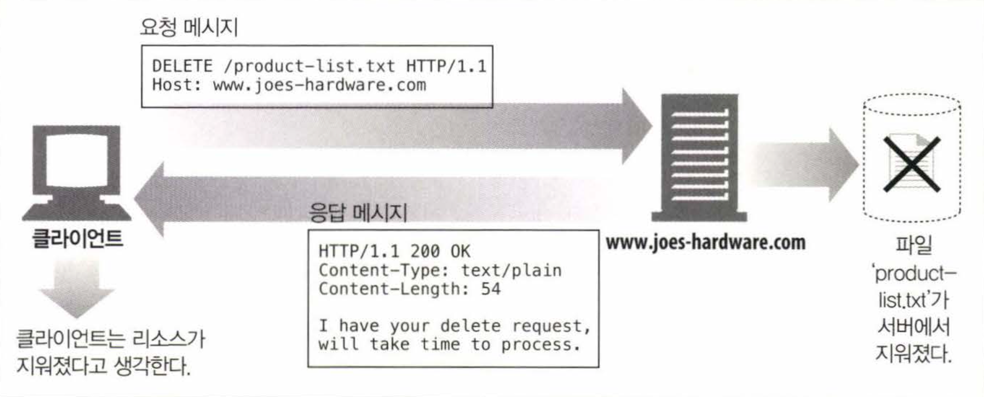 요청 메시지
DELETE /product-list.txt HTTP/1.1
Host: www.joes-hardware.com
클라이언트
클라이언트는 리소스가
지워졌다고 생각한다.
응답 메시지
HTTP/1.1 200 OK
Content-Type: text/plain
Content-Length: 54
I have your delete request,
will take time to process.
www.joes-hardware.com
파일
‘product-
list.txt’가
서버에서
지워졌다.